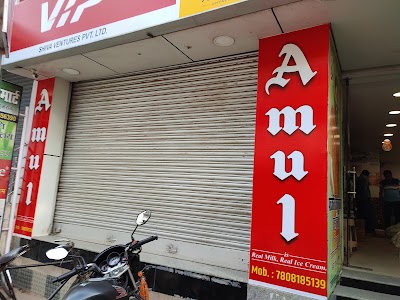 VIP
SHIVA VENTURES PVT. LTD.
मार्ट
Amul
Amul
Real Milk. Real Ice Cream.
Mob. : 7808185139